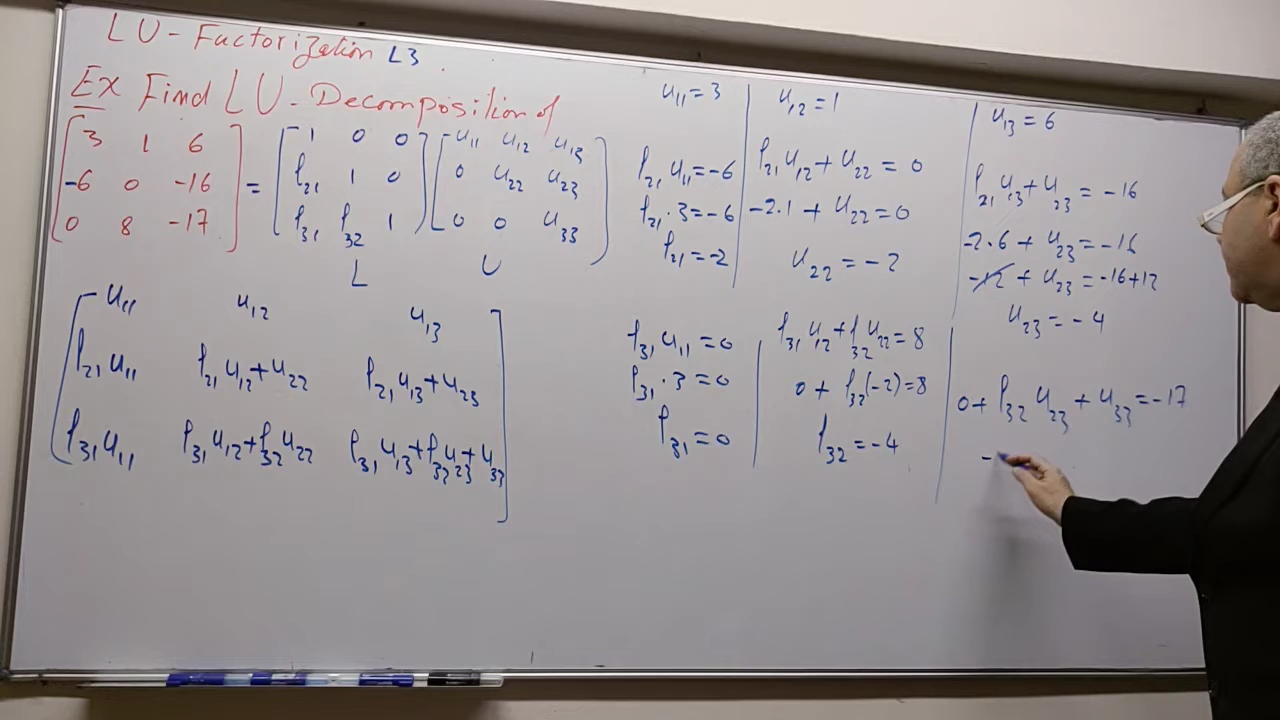 LU-Factorization L3
Ex Find LU-Decomposition of
[3 1 6; -6 0 -16; 0 8 -17] = [1 0 0; l21 1 0; l31 l32 1] [u11 u12 u13; 0 u22 u23; 0 0 u33]
L U
u11 u12 u13
l21 u11 l21 u12+u22 l21 u13+u23
l31 u11 l31 u12+l32 u22 l31 u13+l32 u23+u33
u11=3
l21 u11=-6
l21·3=-6
l21=-2
u12=1
l21 u12+u22=0
-2·1+u22=0
u22=-2
u13=6
l21 u13+u23=-16
-2·6+u23=-16
-12+u23=-16+12
u23=-4
l31 u11=0
l31·3=0
l31=0
l31 u12+l32 u22=8
0+l32(-2)=8
l32=-4
0+l32 u23+u33=-17
-